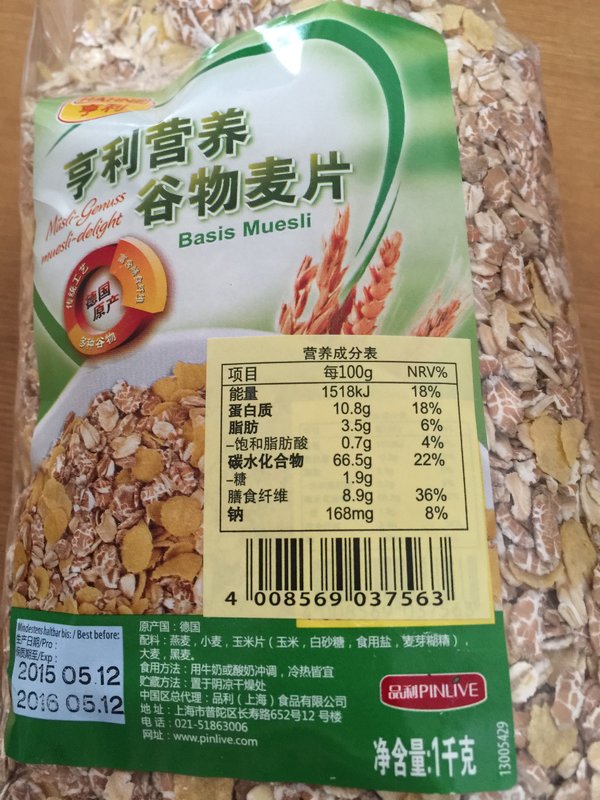 亨利
亨利营养
谷物麦片
Müsli-Genuss
muesli-delight
Basis Muesli
传统工艺
德国
原产
多种谷物
营养成分表
项目 每100g NRV%
能量 1518kJ 18%
蛋白质 10.8g 18%
脂肪 3.5g 6%
–饱和脂肪酸 0.7g 4%
碳水化合物 66.5g 22%
–糖 1.9g
膳食纤维 8.9g 36%
钠 168mg 8%
4 008569 037563
Mindestens haltbar bis: / Best before:
生产日期/Pro :
保质期至/Exp :
2015 05.12
2016 05.12
原产国：德国
配料：燕麦，小麦，玉米片（玉米，白砂糖，食用盐，麦芽糊精）
大麦，黑麦。
食用方法：用牛奶或酸奶冲调，冷热皆宜
贮藏方法：置于阴凉干燥处
中国区总代理：品利（上海）食品有限公司
地 址：上海市普陀区长寿路652号12 号楼
电 话：021-51863006
网址：www.pinlive.com
品利PINLIVE
净含量:1千克
13005429